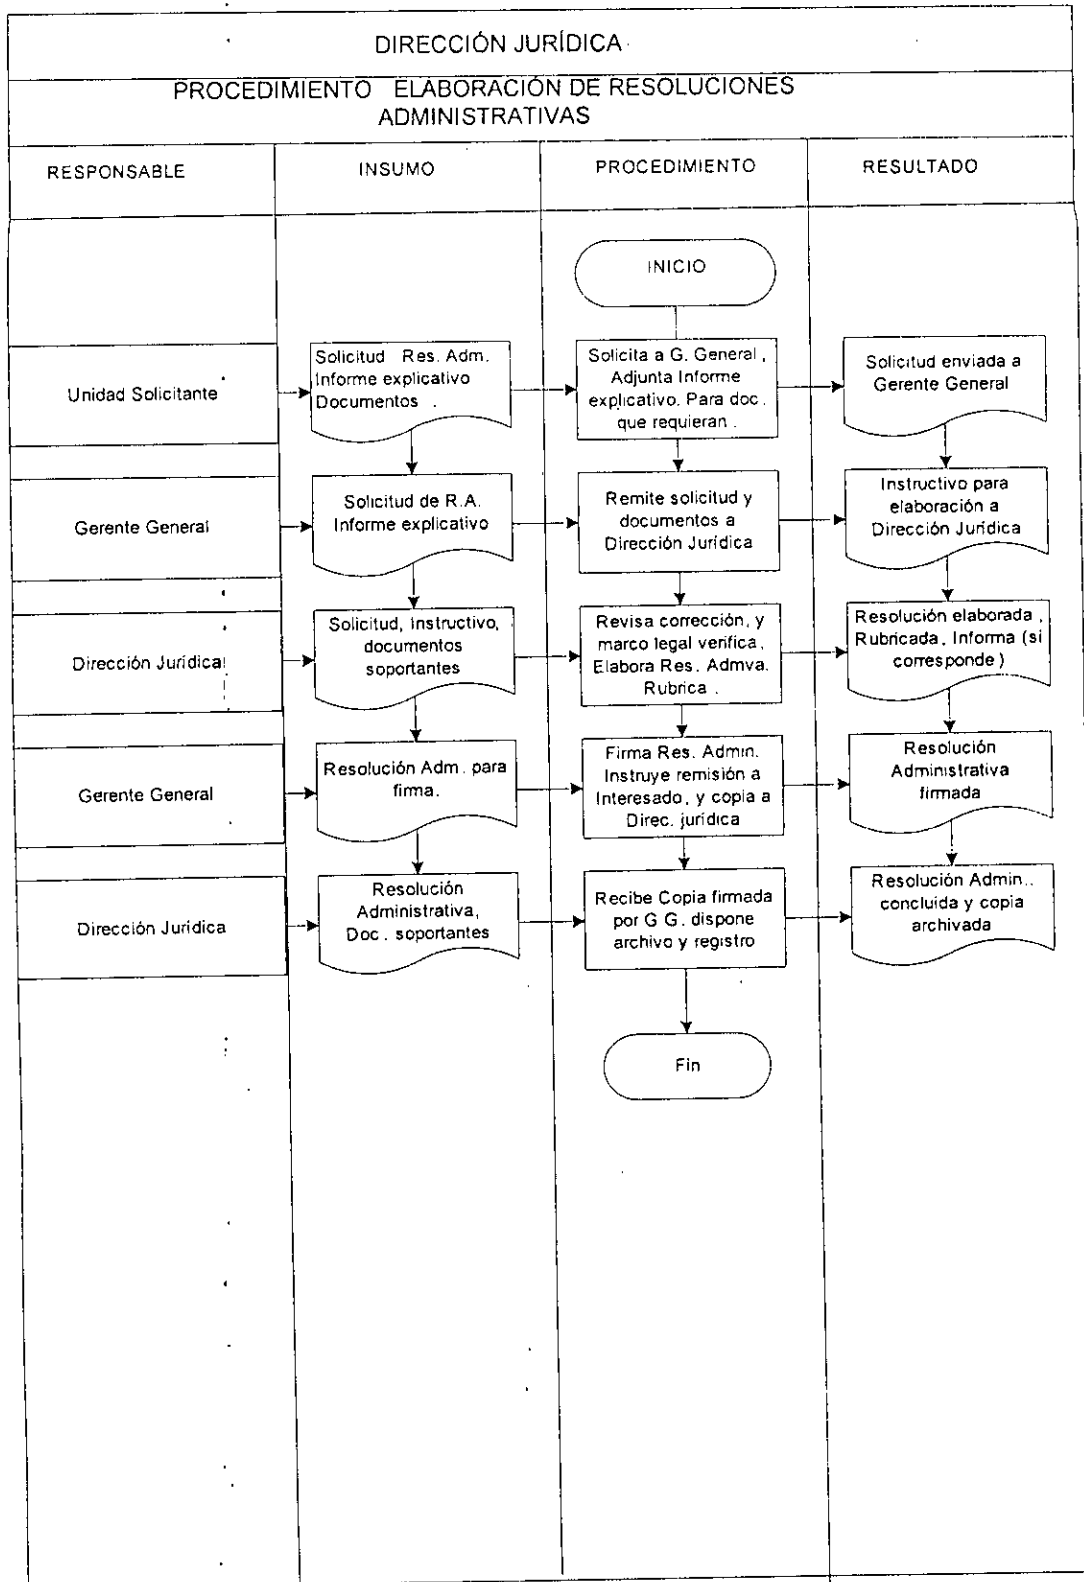 DIRECCIÓN JURÍDICA
PROCEDIMIENTO ELABORACIÓN DE RESOLUCIONES
ADMINISTRATIVAS
RESPONSABLE
INSUMO
PROCEDIMIENTO
RESULTADO
INICIO
Unidad Solicitante
Solicitud Res. Adm.
Informe explicativo
Documentos .
Solicita a G. General ,
Adjunta Informe
explicativo. Para doc.
que requieran .
Solicitud enviada a
Gerente General
Gerente General
Solicitud de R.A.
Informe explicativo
Remite solicitud y
documentos a
Dirección Jurídica
Instructivo para
elaboración a
Dirección Jurídica
Dirección Jurídica
Solicitud, Instructivo,
documentos
soportantes
Revisa corrección, y
marco legal verifica,
Elabora Res. Admva.
Rubrica .
Resolución elaborada ,
Rubricada, Informa (si
corresponde )
Gerente General
Resolución Adm. para
firma.
Firma Res. Admin.
Instruye remisión a
Interesado, y copia a
Direc. jurídica
Resolución
Administrativa
firmada
Dirección Jurídica
Resolución
Administrativa,
Doc. soportantes
Recibe Copia firmada
por G G. dispone
archivo y registro
Resolución Admin..
concluida y copia
archivada
Fin